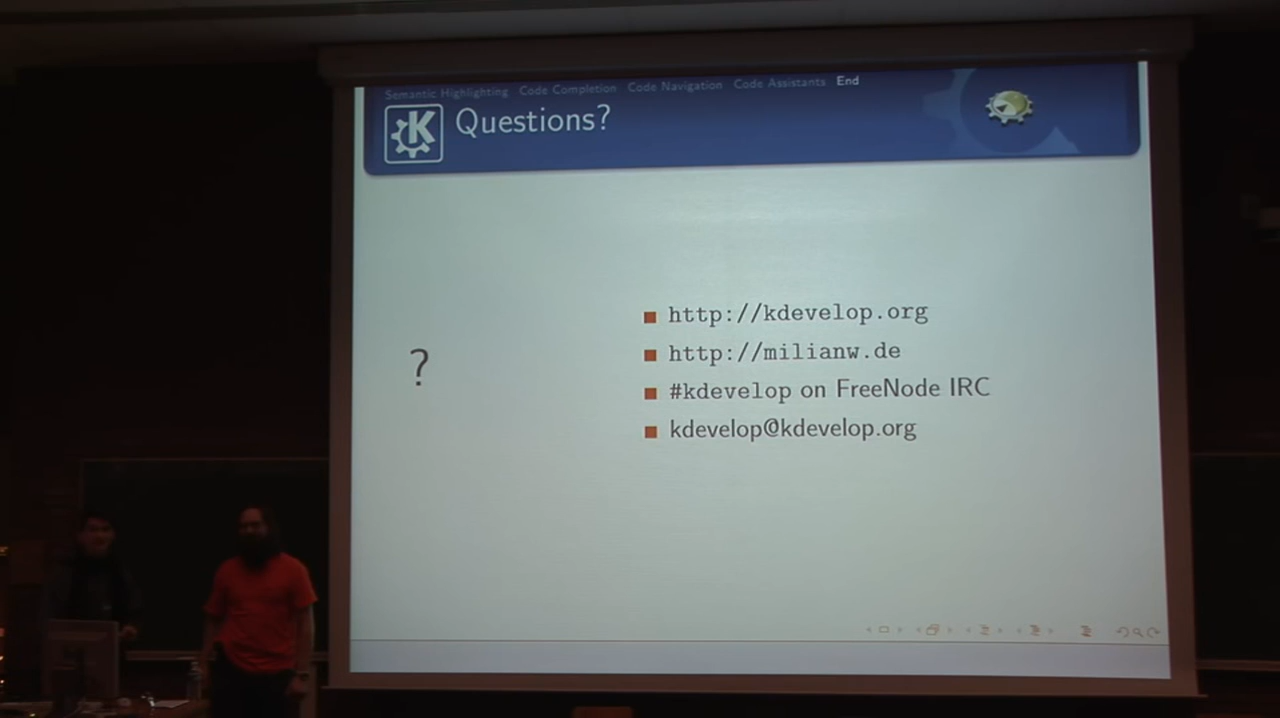 Semantic Highlighting Code Completion Code Navigation Code Assistants End
K Questions?
?
http://kdevelop.org
http://milianw.de
#kdevelop on FreeNode IRC
kdevelop@kdevelop.org